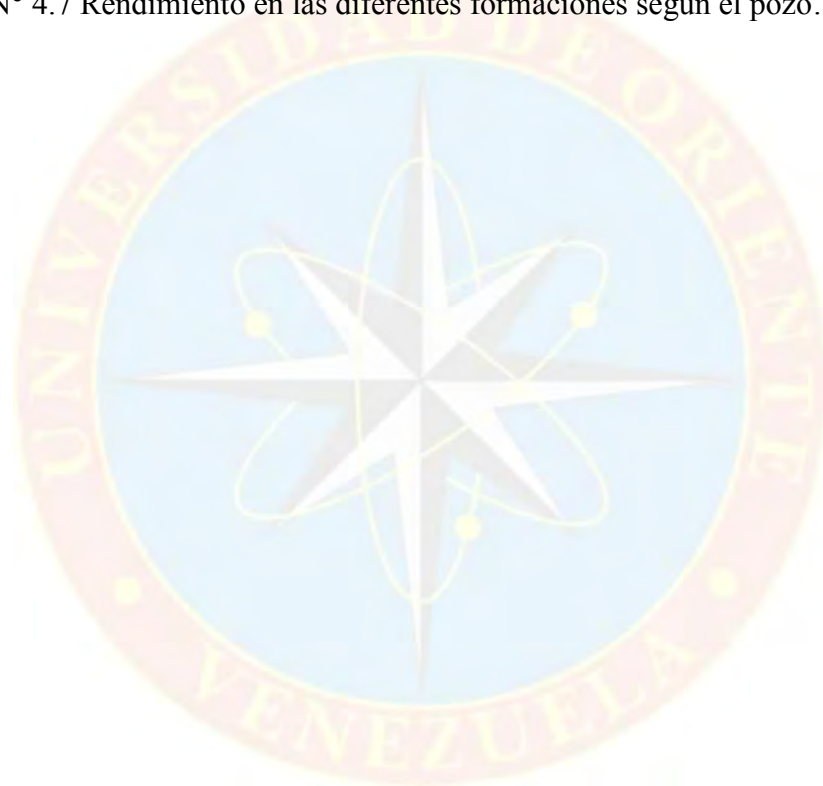 N° 4.7 Rendimiento en las diferentes formaciones según el pozo.
UNIVERSIDAD DE ORIENTE
VENEZUELA